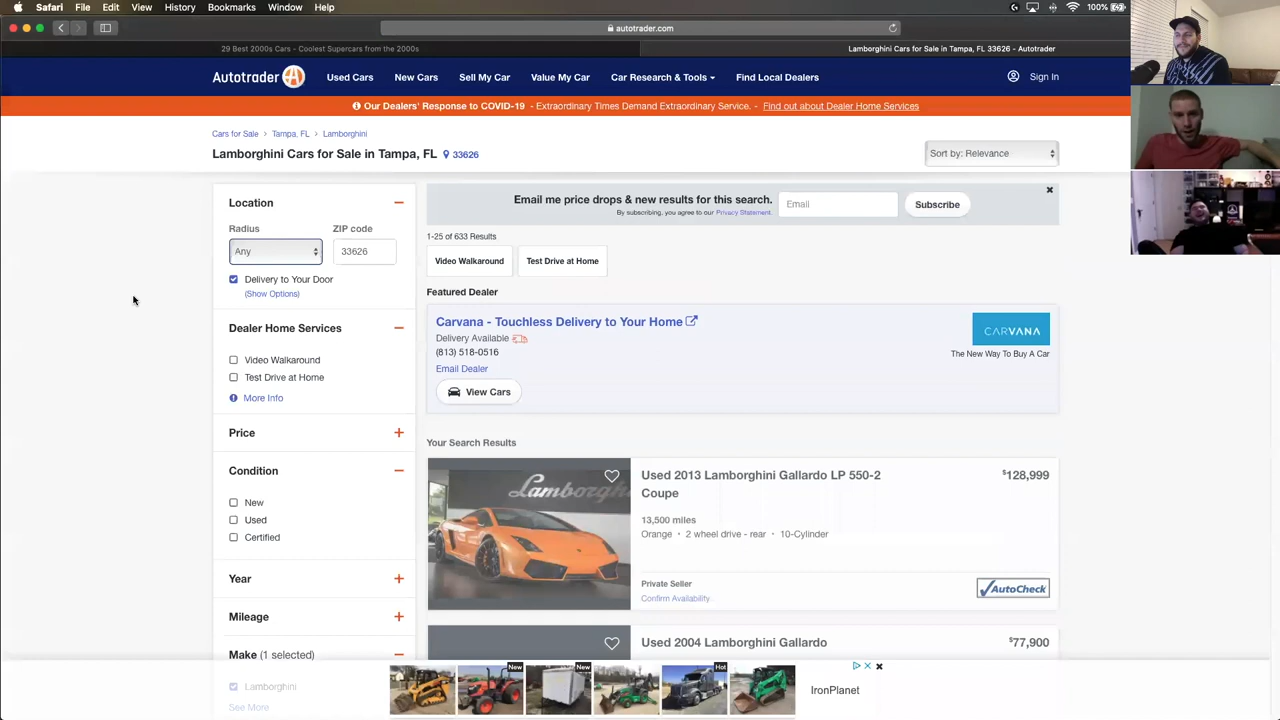 Safari File Edit View History Bookmarks Window Help
100%
autotrader.com
29 Best 2000s Cars - Coolest Supercars from the 2000s
Lamborghini Cars for Sale in Tampa, FL 33626 - Autotrader
Autotrader
Used Cars New Cars Sell My Car Value My Car Car Research & Tools Find Local Dealers
Sign In
Our Dealers' Response to COVID-19 - Extraordinary Times Demand Extraordinary Service. - Find out about Dealer Home Services
Cars for Sale > Tampa, FL > Lamborghini
Lamborghini Cars for Sale in Tampa, FL 33626
Sort by: Relevance
Location
Radius ZIP code
Any 33626
Delivery to Your Door
(Show Options)
Dealer Home Services
Video Walkaround
Test Drive at Home
More Info
Price
Condition
New
Used
Certified
Year
Mileage
Make (1 selected)
Lamborghini
See More
Email me price drops & new results for this search.
By subscribing, you agree to our Privacy Statement.
Email
Subscribe
1-25 of 633 Results
Video Walkaround Test Drive at Home
Featured Dealer
Carvana - Touchless Delivery to Your Home
Delivery Available
(813) 518-0516
Email Dealer
View Cars
CARVANA
The New Way To Buy A Car
Your Search Results
Lamborghi
Used 2013 Lamborghini Gallardo LP 550-2
Coupe
$128,999
13,500 miles
Orange • 2 wheel drive - rear • 10-Cylinder
Private Seller
Confirm Availability
AutoCheck
Used 2004 Lamborghini Gallardo
$77,900
New
New
Hot
IronPlanet